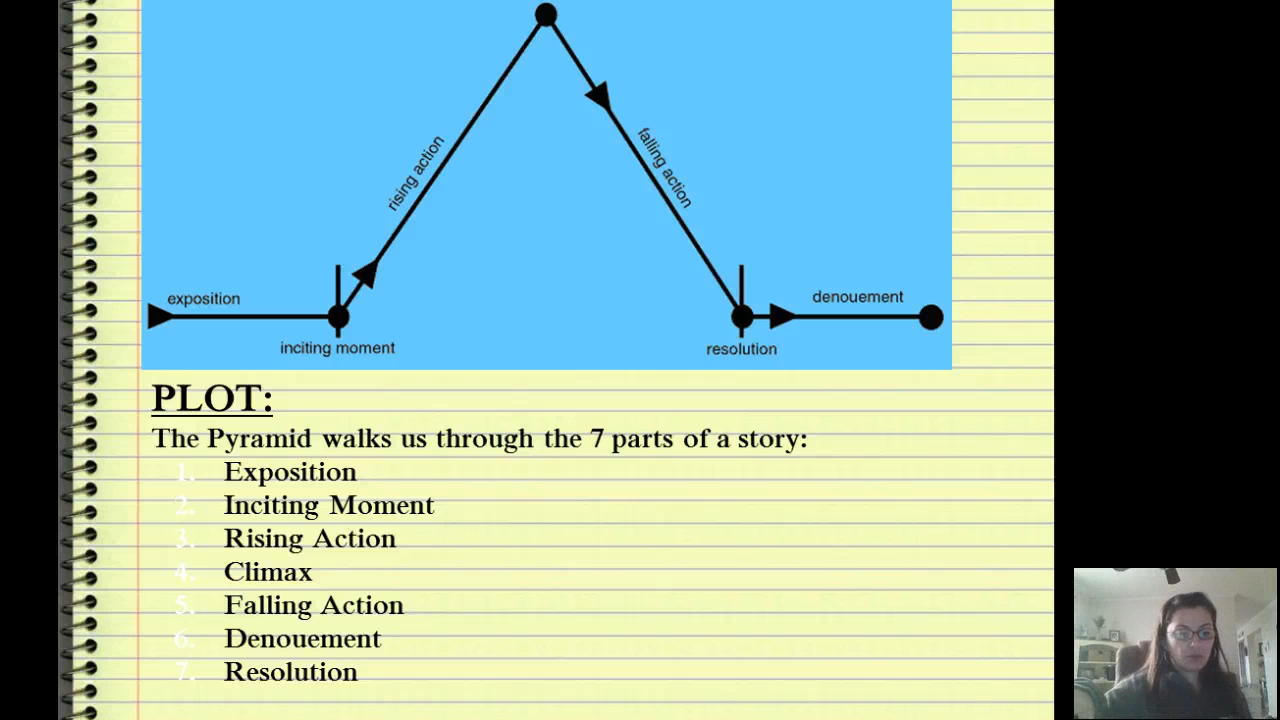 rising action
falling action
exposition
denouement
inciting moment
resolution
PLOT:
The Pyramid walks us through the 7 parts of a story:
1. Exposition
2. Inciting Moment
3. Rising Action
4. Climax
5. Falling Action
6. Denouement
7. Resolution